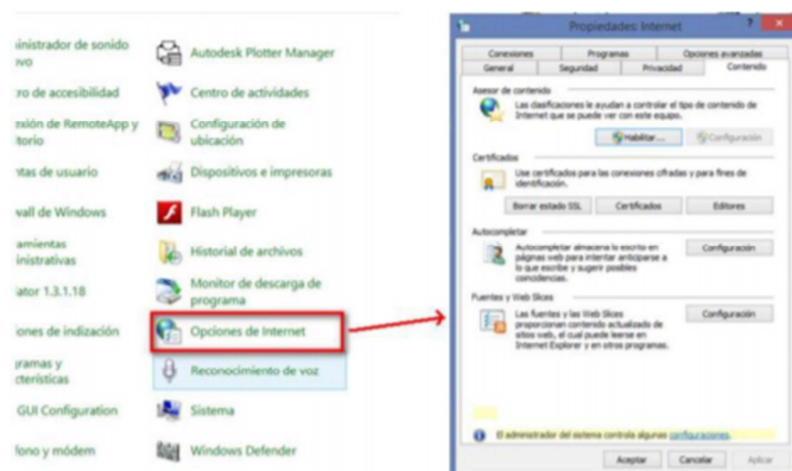 inistrador de sonido
Autodesk Plotter Manager
Centro de actividades
ro de accesibilidad
exión de RemoteApp y
Configuración de
ubicación
Dispositivos e impresoras
tas de usuario
Flash Player
wall de Windows
amientas
inistrativas
Historial de archivos
Monitor de descarga de
programa
ator 1.3.1.18
Opciones de Internet
ones de indización
Reconocimiento de voz
gramas y
cterísticas
GUI Configuration
Sistema
fono y módem
Windows Defender
Propiedades: Internet
Conexiones Programas Opciones avanzadas
General Seguridad Privacidad Contenido
Asesor de contenido
Las clasificaciones le ayudan a controlar el tipo de contenido de
Internet que se puede ver con este equipo.
Habilitar... Configuración
Certificados
Use certificados para las conexiones cifradas y para fines de
identificación.
Borrar estado SSL Certificados Editores
Autocompletar
Autocompletar almacena lo escrito en
páginas web para intentar anticiparse a
lo que escribe y sugerir posibles
coincidencias.
Configuración
Fuentes y Web Slices
Las fuentes y las Web Slices
proporcionan contenido actualizado de
sitios web, el cual puede leerse en
Internet Explorer y en otros programas.
Configuración
El administrador del sistema controla algunas configuraciones.
Aceptar Cancelar Aplicar